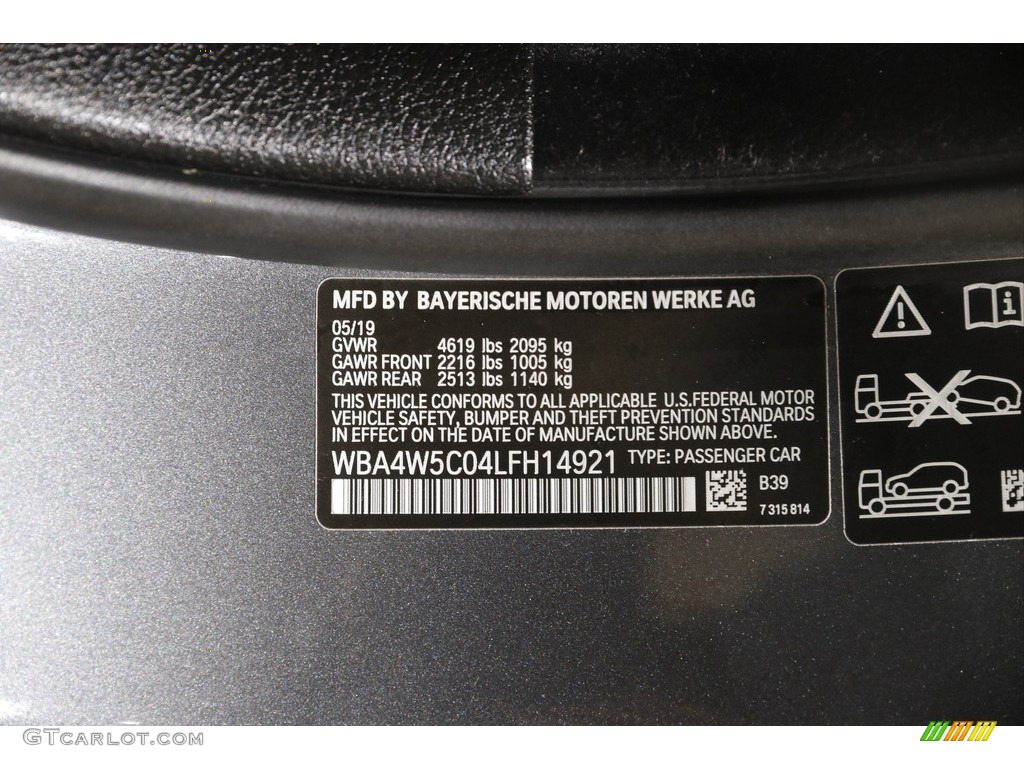 MFD BY BAYERISCHE MOTOREN WERKE AG
05/19
GVWR 4619 lbs 2095 kg
GAWR FRONT 2216 lbs 1005 kg
GAWR REAR 2513 lbs 1140 kg
THIS VEHICLE CONFORMS TO ALL APPLICABLE U.S.FEDERAL MOTOR
VEHICLE SAFETY, BUMPER AND THEFT PREVENTION STANDARDS
IN EFFECT ON THE DATE OF MANUFACTURE SHOWN ABOVE.
WBA4W5C04LFH14921 TYPE: PASSENGER CAR
B39
7 315 814
GTCARLOT.COM